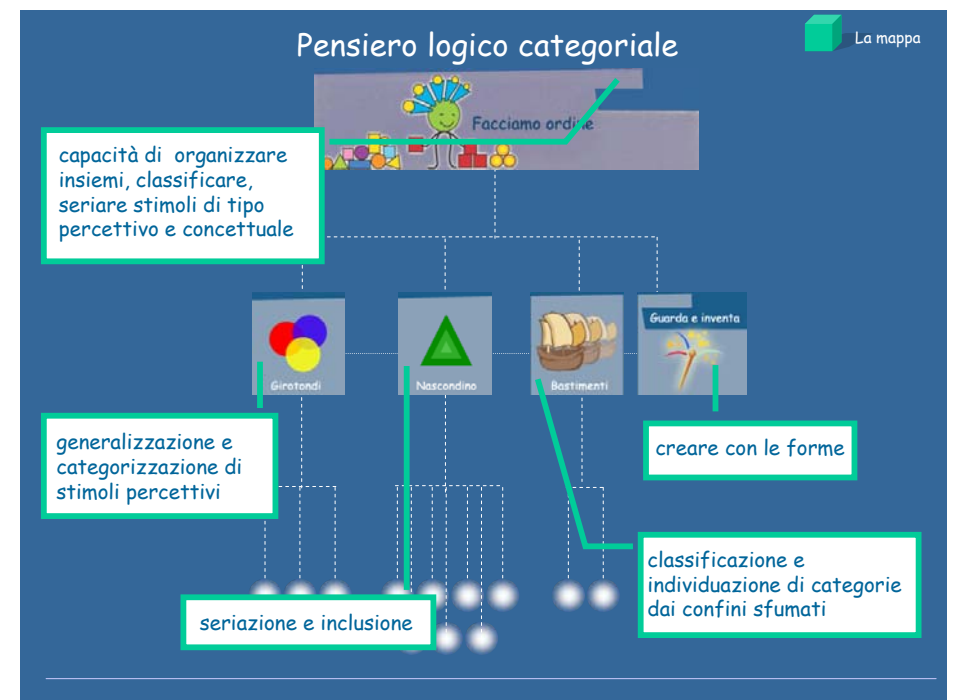 Pensiero logico categoriale
La mappa
Facciamo ordine
capacità di organizzare
insiemi, classificare,
seriare stimoli di tipo
percettivo e concettuale
Girotondi
Nascondino
Bastimenti
Guarda e inventa
generalizzazione e
categorizzazione di
stimoli percettivi
creare con le forme
classificazione e
individuazione di categorie
dai confini sfumati
seriazione e inclusione